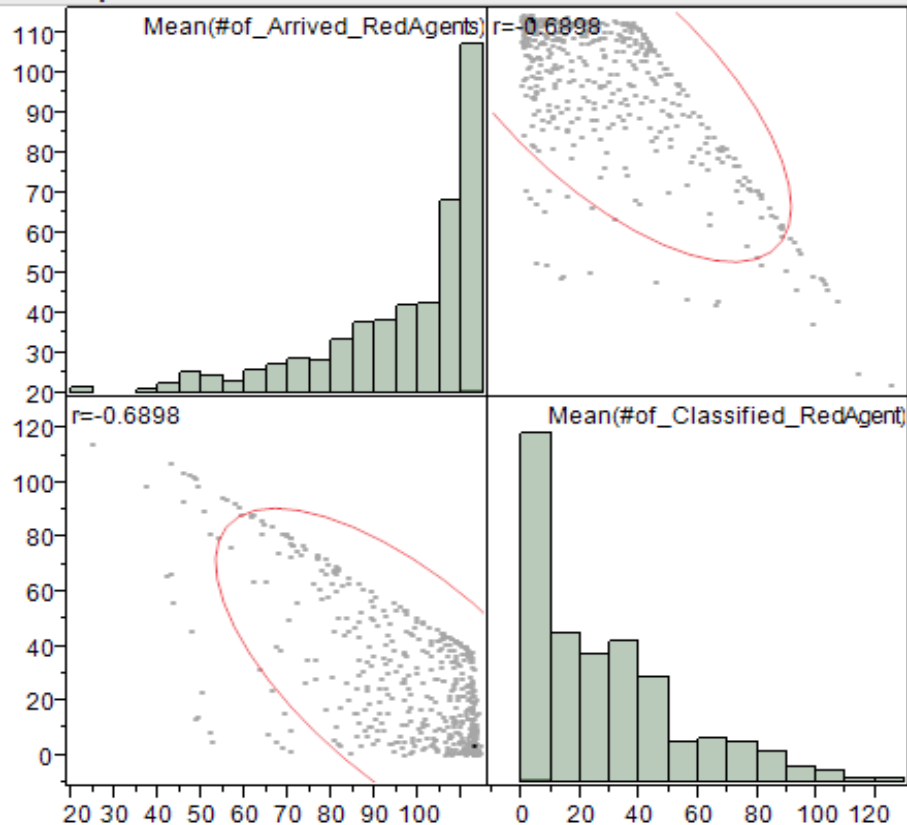 Mean(#of_Arrived_RedAgents)
r=-0.6898
110
100
90
80
70
60
50
40
30
20
r=-0.6898
Mean(#of_Classified_RedAgent)
120
100
80
60
40
20
0
20 30 40 50 60 70 80 90 100
0 20 40 60 80 100 120